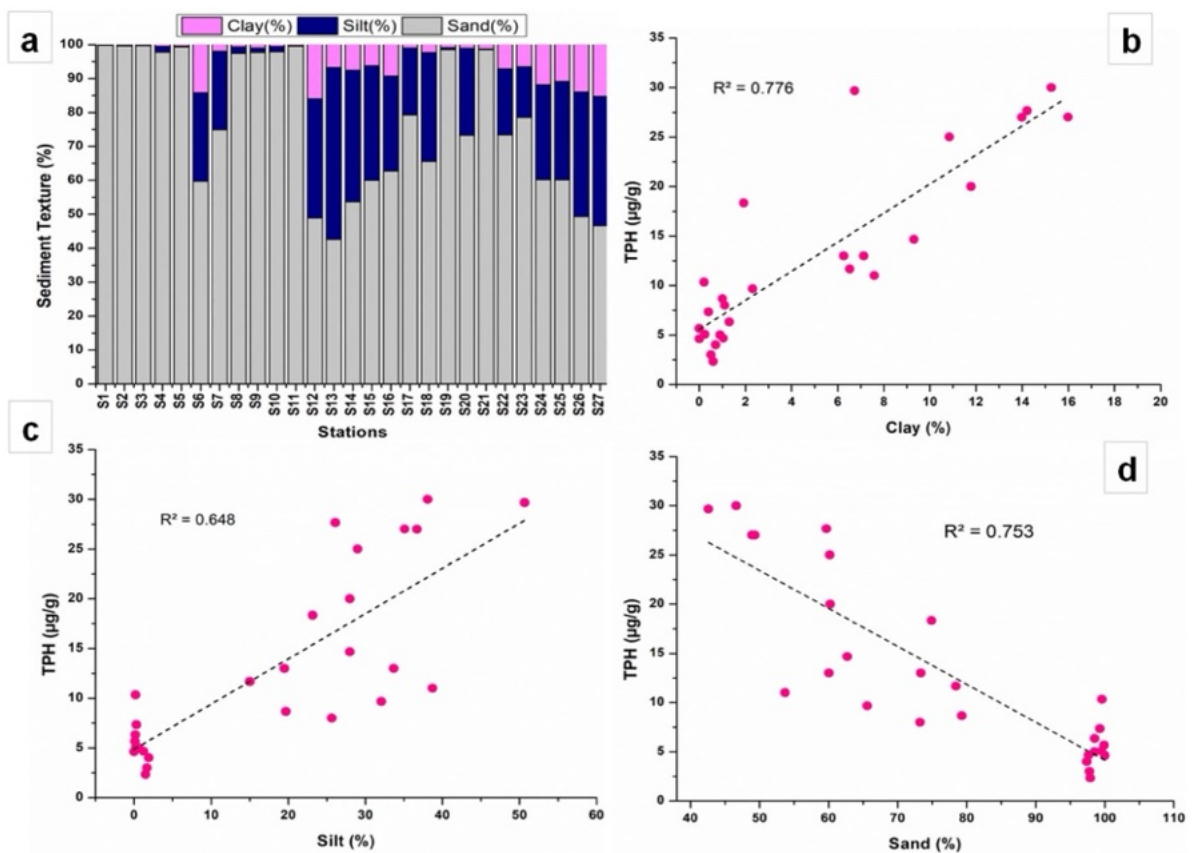 a
Clay(%) Silt(%) Sand(%)
100
90
80
70
60
50
40
30
20
10
0
Sediment Texture (%)
S1 S2 S3 S4 S5 S6 S7 S8 S9 S10 S11 S12 S13 S14 S15 S16 S17 S18 S19 S20 S21 S22 S23 S24 S25 S26 S27
Stations
b
R² = 0.776
35
30
25
20
15
10
5
0
TPH (µg/g)
0 2 4 6 8 10 12 14 16 18 20
Clay (%)
c
R² = 0.648
35
30
25
20
15
10
5
0
TPH (µg/g)
0 10 20 30 40 50 60
Silt (%)
d
R² = 0.753
35
30
25
20
15
10
5
0
TPH (µg/g)
40 50 60 70 80 90 100 110
Sand (%)